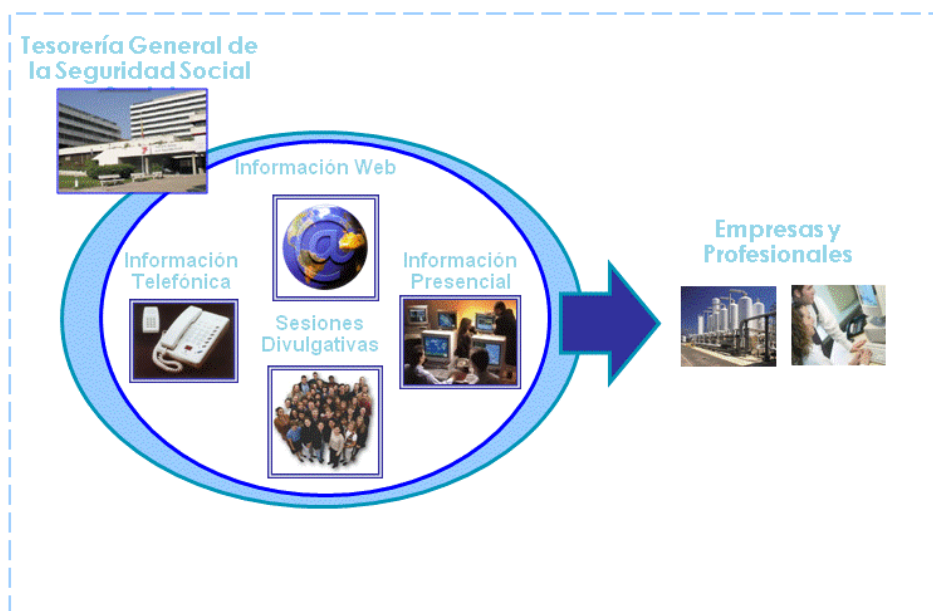 Tesorería General de
la Seguridad Social
Información Web
Información
Telefónica
Información
Presencial
Sesiones
Divulgativas
Empresas y
Profesionales